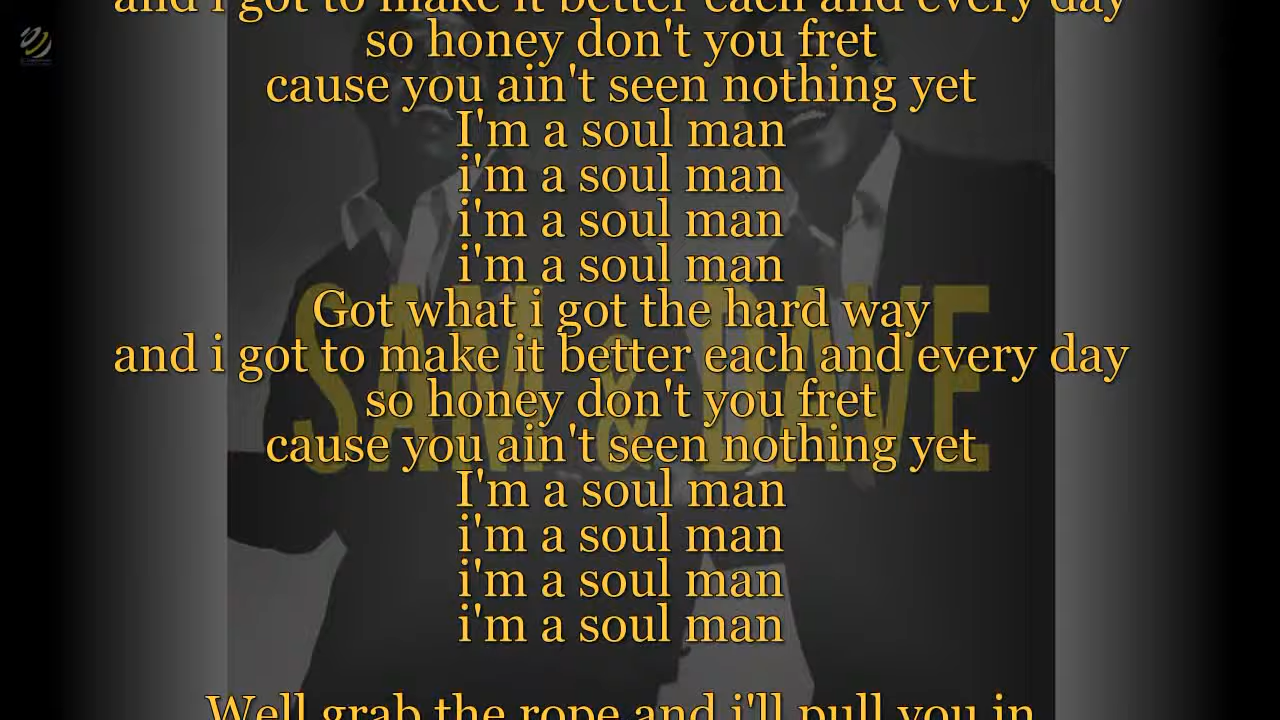 and i got to make it better each and every day
so honey don't you fret
cause you ain't seen nothing yet
I'm a soul man
i'm a soul man
i'm a soul man
i'm a soul man
Got what i got the hard way
and i got to make it better each and every day
so honey don't you fret
cause you ain't seen nothing yet
I'm a soul man
i'm a soul man
i'm a soul man
i'm a soul man
Well grab the rope and i'll pull you in
SAM & DAVE